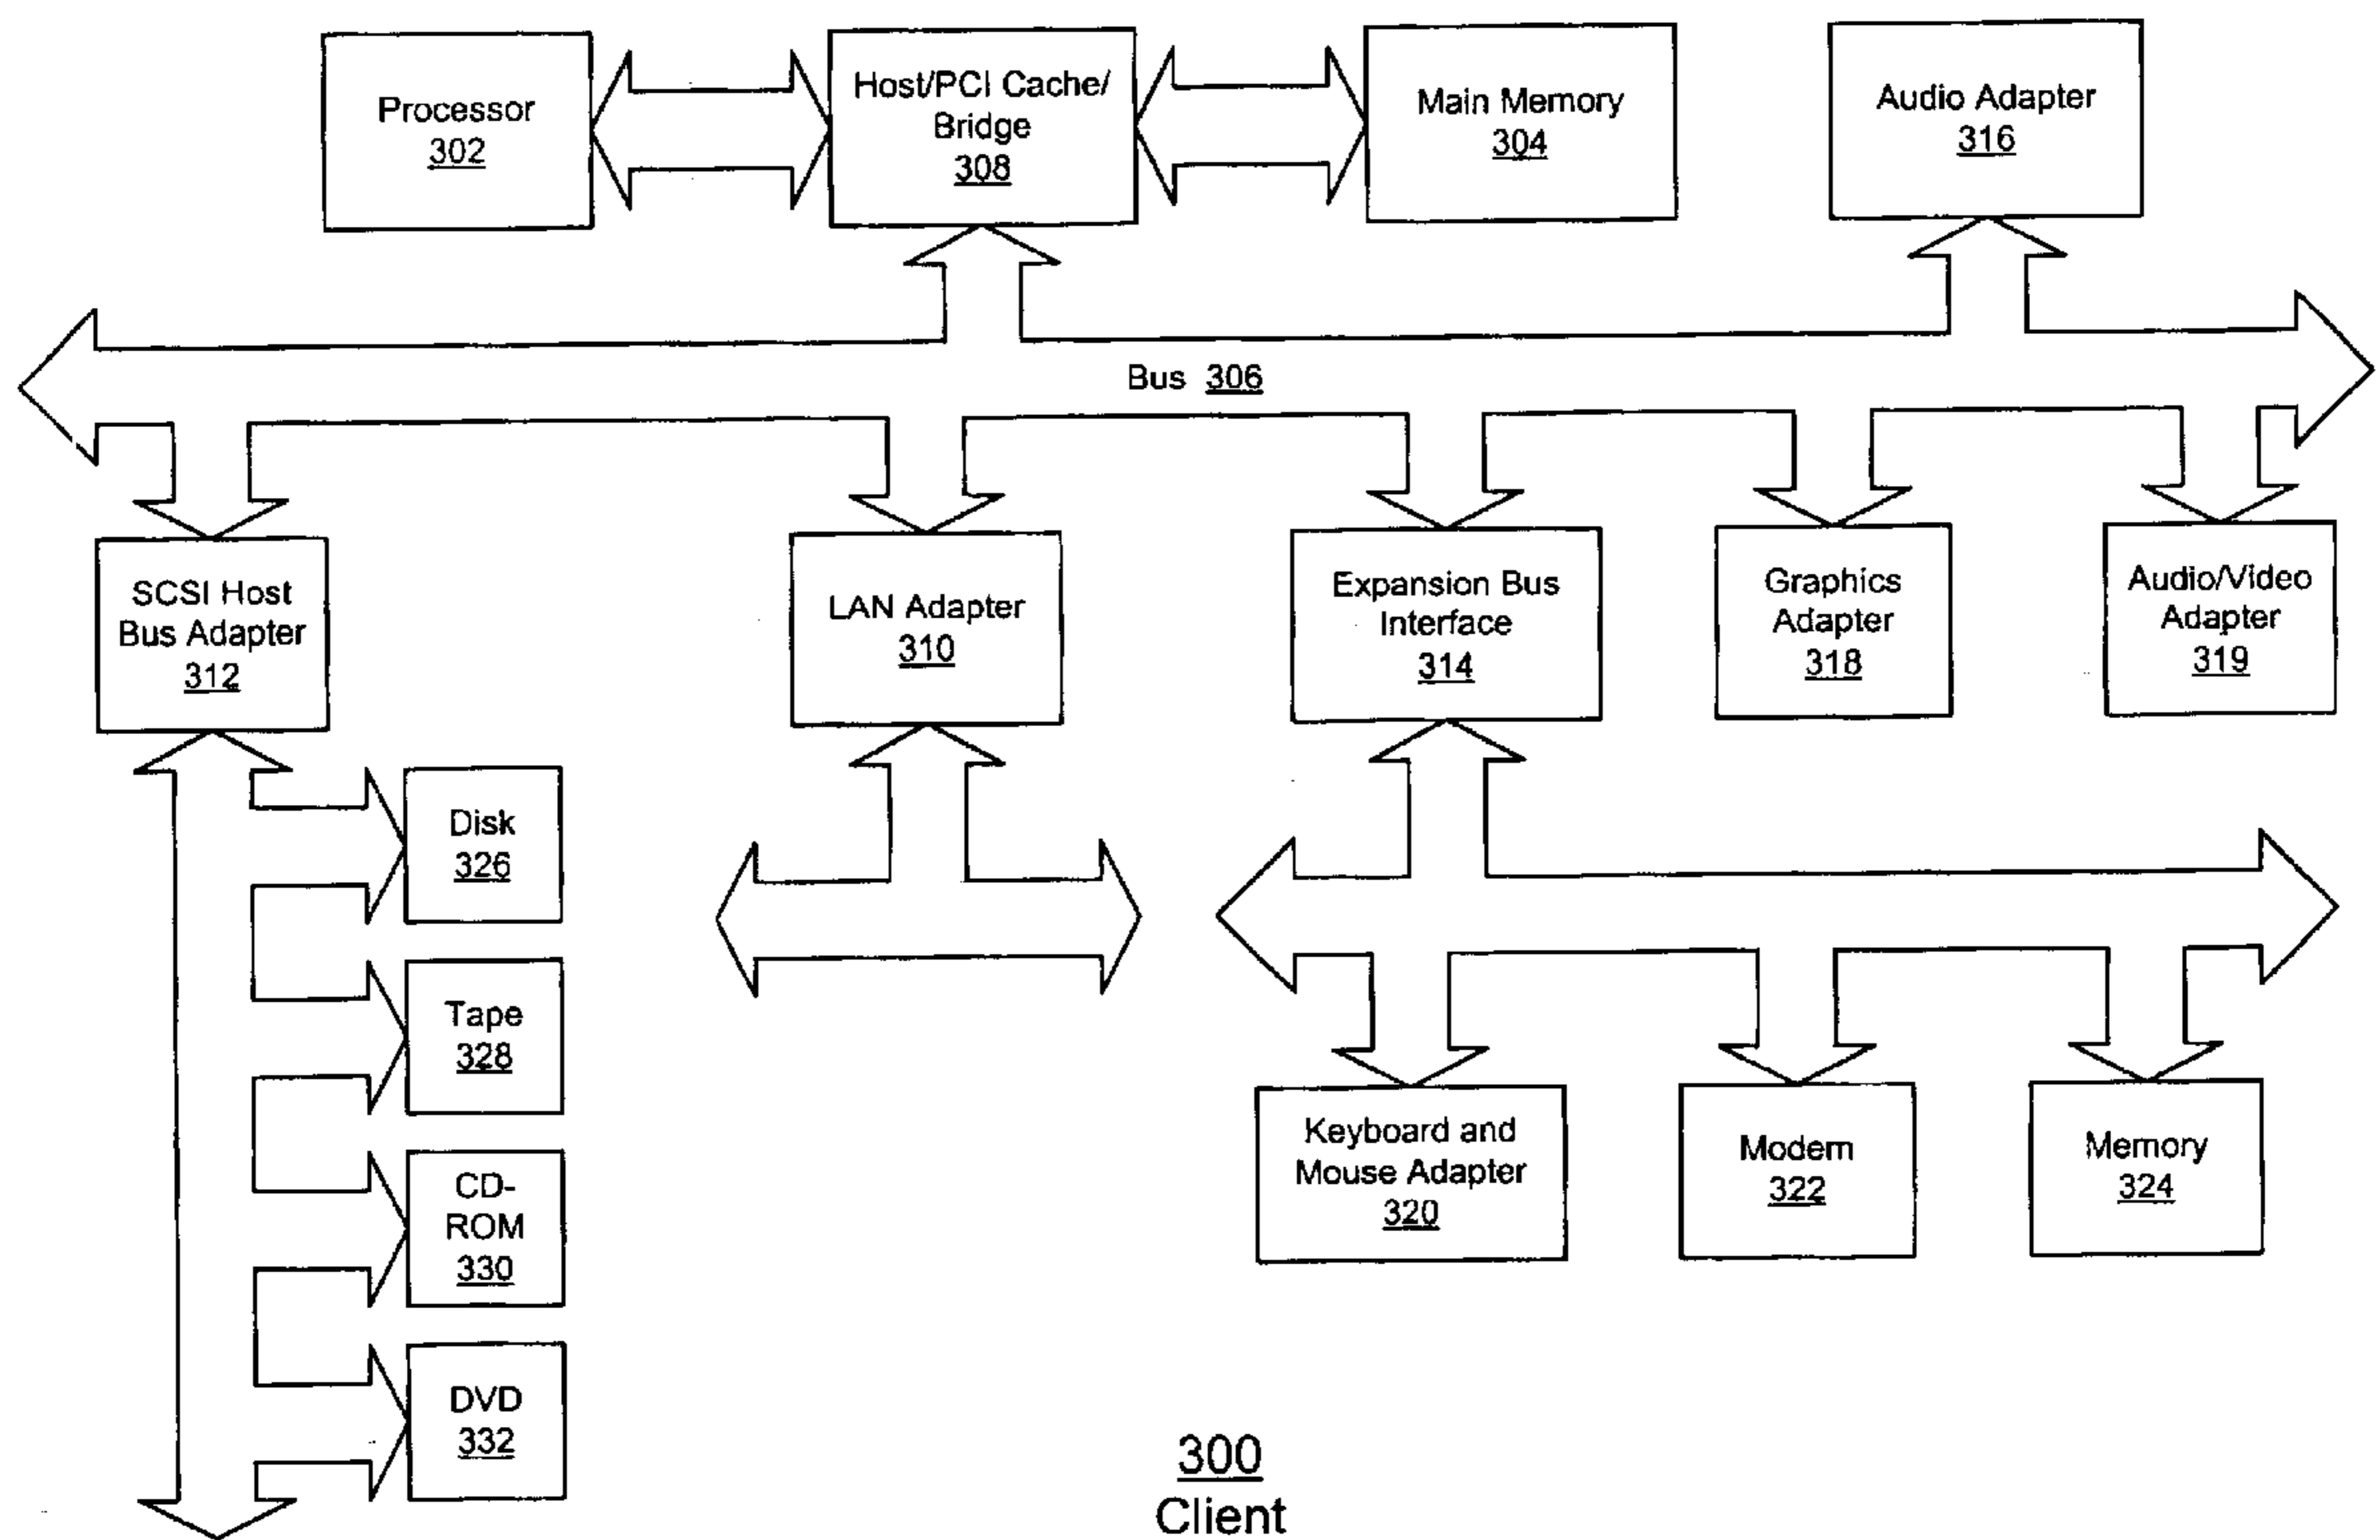 Processor
302
Host/PCI Cache/
Bridge
308
Main Memory
304
Audio Adapter
316
Bus 306
SCSI Host
Bus Adapter
312
LAN Adapter
310
Expansion Bus
Interface
314
Graphics
Adapter
318
Audio/Video
Adapter
319
Disk
326
Tape
328
CD-
ROM
330
DVD
332
Keyboard and
Mouse Adapter
320
Modem
322
Memory
324
300
Client